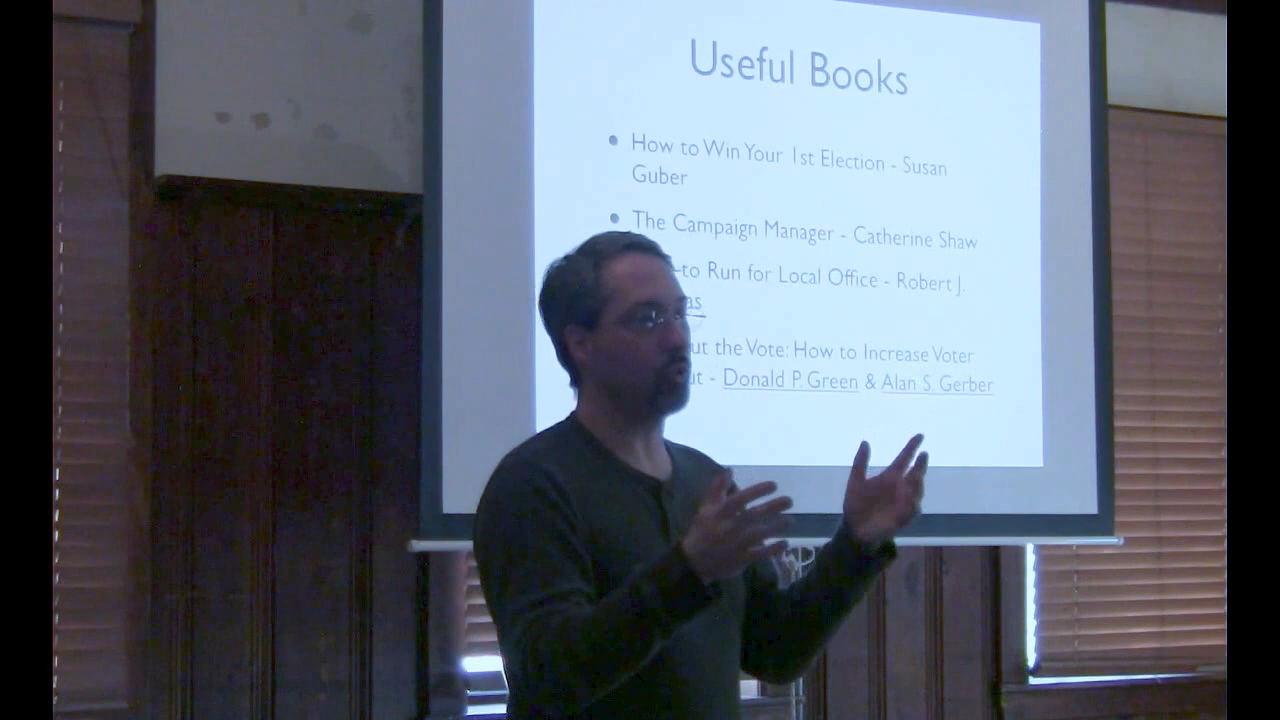 Useful Books
• How to Win Your 1st Election - Susan
Guber
• The Campaign Manager - Catherine Shaw
to Run for Local Office - Robert J.
as
ut the Vote: How to Increase Voter
ut - Donald P. Green & Alan S. Gerber